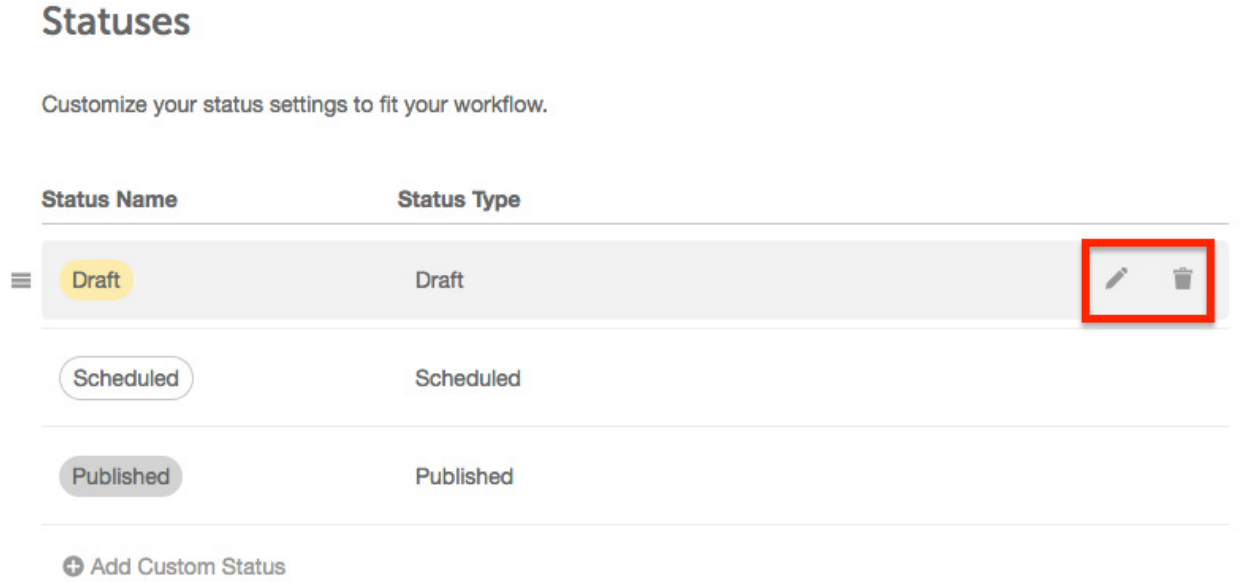 Statuses
Customize your status settings to fit your workflow.
Status Name Status Type
Draft Draft
Scheduled Scheduled
Published Published
Add Custom Status